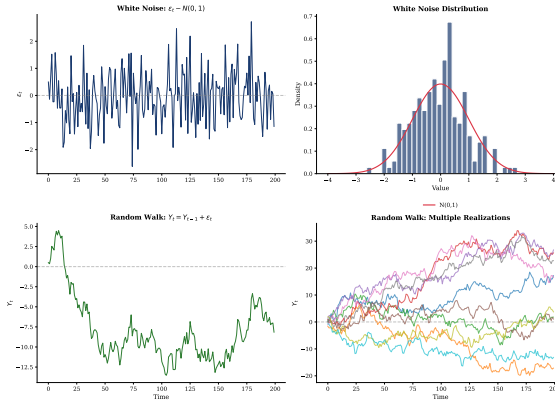 White Noise: εt ~ N(0, 1)
εt
2
1
0
−1
−2
0 25 50 75 100 125 150 175 200
White Noise Distribution
Density
0.7
0.6
0.5
0.4
0.3
0.2
0.1
0.0
−4 −3 −2 −1 0 1 2 3 4
Value
N(0,1)
Random Walk: Yt = Yt−1 + εt
Yt
5.0
2.5
0.0
−2.5
−5.0
−7.5
−10.0
−12.5
0 25 50 75 100 125 150 175 200
Time
Random Walk: Multiple Realizations
Yt
30
20
10
0
−10
−20
0 25 50 75 100 125 150 175 200
Time